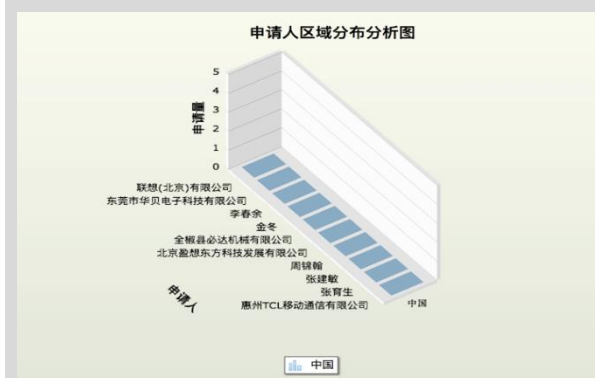 申请人区域分布分析图
5
4
3
2
1
0
申请量
联想(北京)有限公司
东莞市华贝电子科技有限公司
李春余
金冬
全椒县必达机械有限公司
北京盈想东方科技发展有限公司
周锦翰
张建敏
张育生
惠州TCL移动通信有限公司
申请人
中国
中国